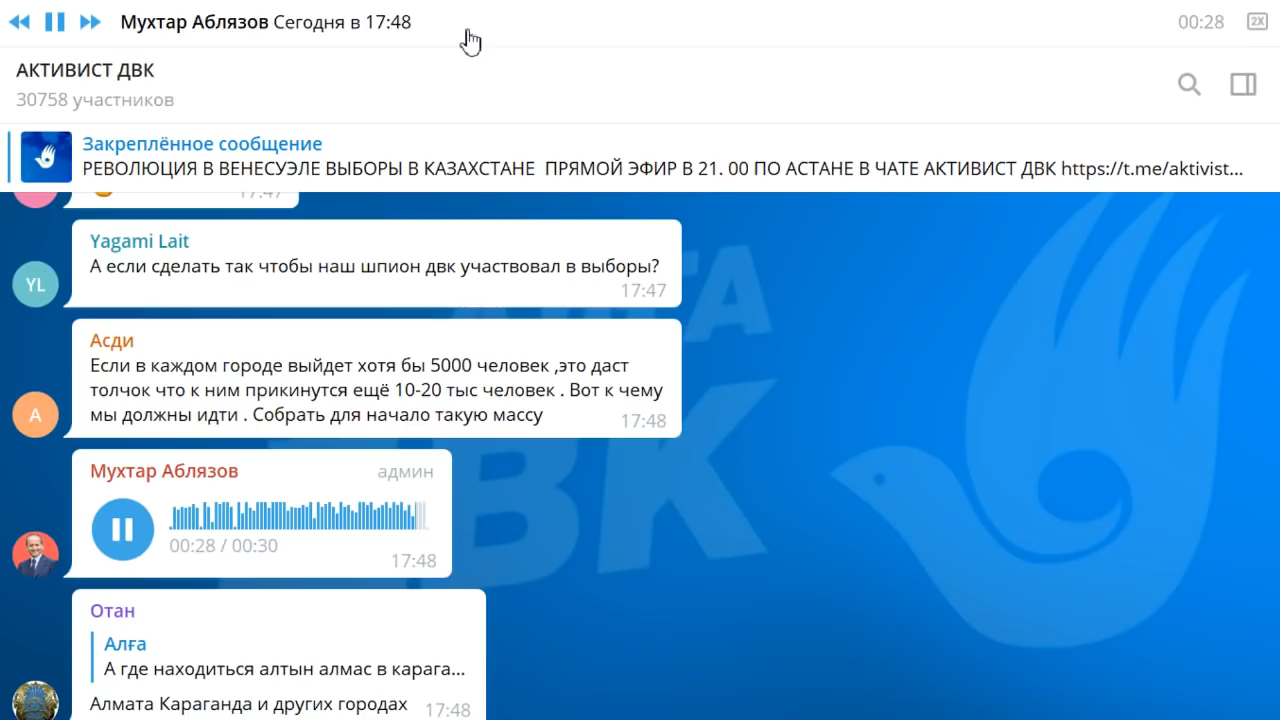 Мухтар Аблязов Сегодня в 17:48
00:28
2X
АКТИВИСТ ДВК
30758 участников
Закреплённое сообщение
РЕВОЛЮЦИЯ В ВЕНЕСУЭЛЕ ВЫБОРЫ В КАЗАХСТАНЕ ПРЯМОЙ ЭФИР В 21. 00 ПО АСТАНЕ В ЧАТЕ АКТИВИСТ ДВК https://t.me/aktivist...
17:47
Yagami Lait
А если сделать так чтобы наш шпион двк участвовал в выборы?
17:47
YL
Асди
Если в каждом городе выйдет хотя бы 5000 человек ,это даст
толчок что к ним прикинутся ещё 10-20 тыс человек . Вот к чему
мы должны идти . Собрать для начало такую массу
17:48
А
Мухтар Аблязов
админ
00:28 / 00:30
17:48
Отан
Алға
А где находиться алтын алмас в карага...
Алмата Караганда и других городах
17:48
ДВК